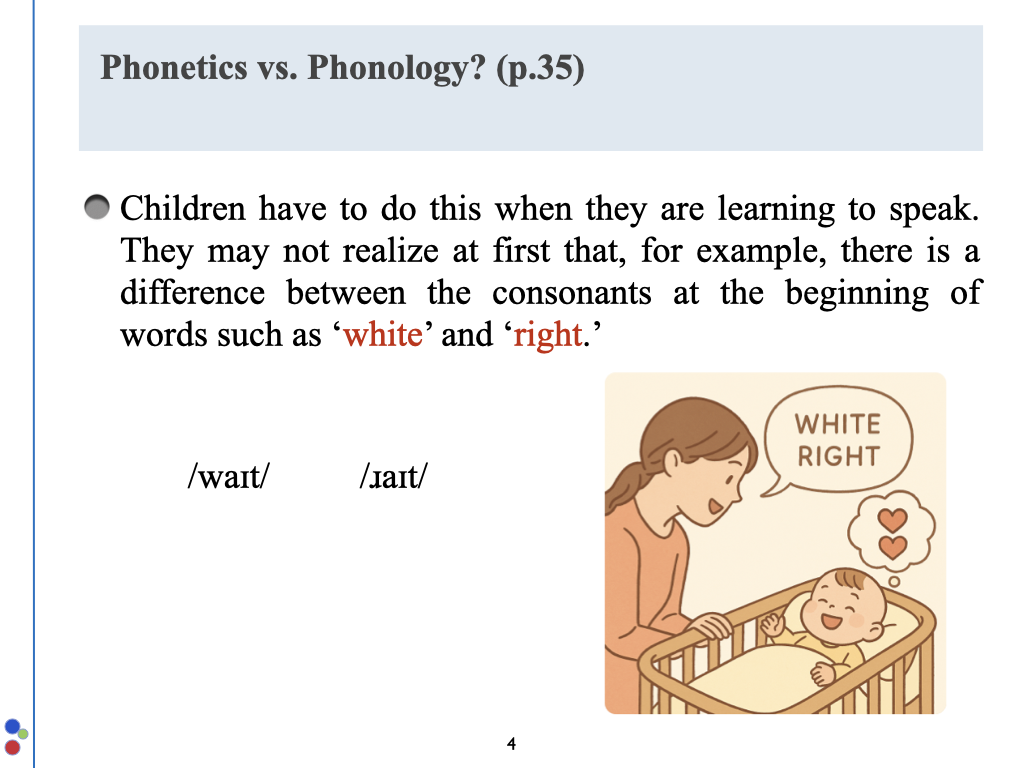 Phonetics vs. Phonology? (p.35)
Children have to do this when they are learning to speak.
They may not realize at first that, for example, there is a
difference between the consonants at the beginning of
words such as ‘white’ and ‘right.’
WHITE
RIGHT
/waɪt/ /ɹaɪt/
4